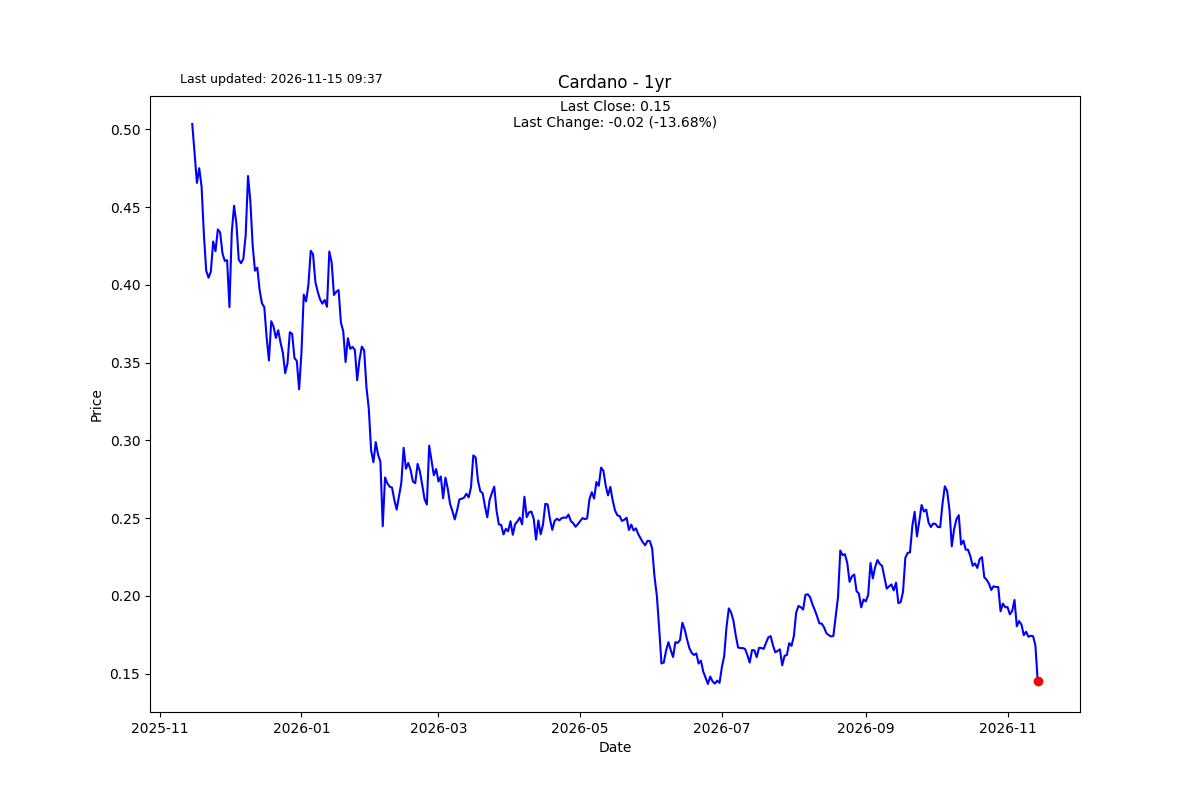 Last updated: 2026-11-15 09:37
Cardano - 1yr
Last Close: 0.15
Last Change: -0.02 (-13.68%)
0.50
0.45
0.40
0.35
0.30
0.25
0.20
0.15
Price
2025-11
2026-01
2026-03
2026-05
2026-07
2026-09
2026-11
Date